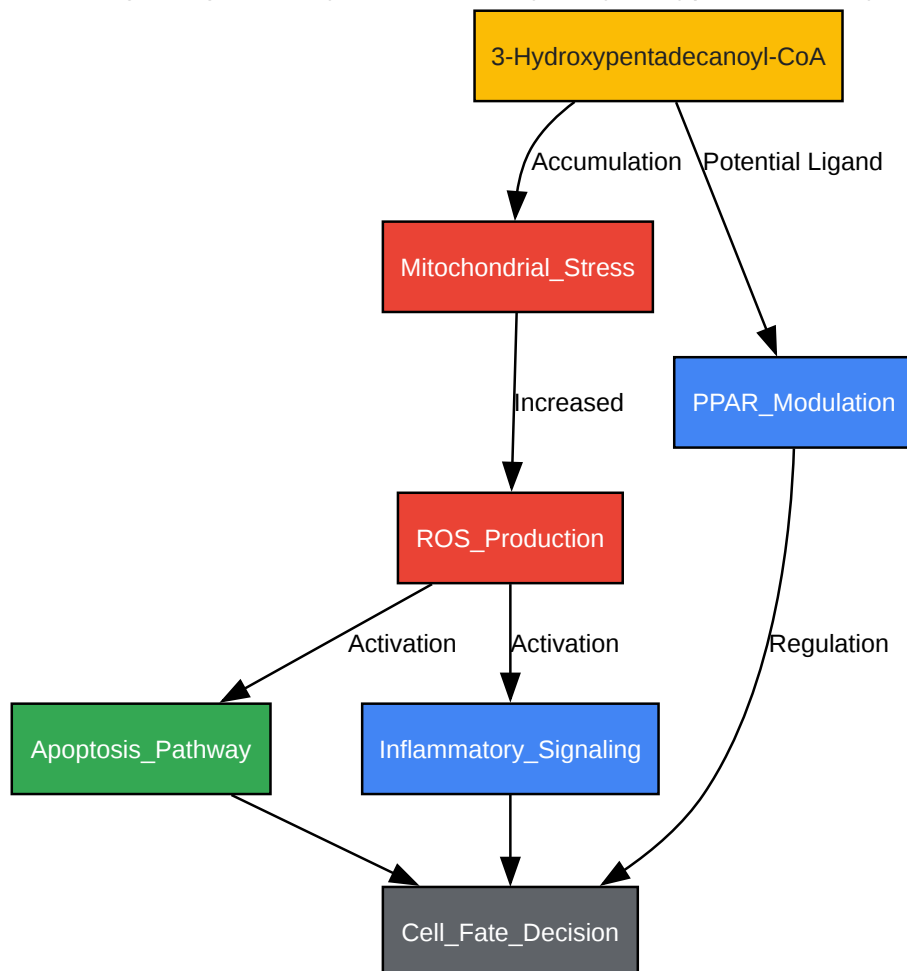 3-Hydroxypentadecanoyl-CoA
Accumulation
Potential Ligand
Mitochondrial_Stress
PPAR_Modulation
Increased
ROS_Production
Activation
Activation
Regulation
Apoptosis_Pathway
Inflammatory_Signaling
Cell_Fate_Decision